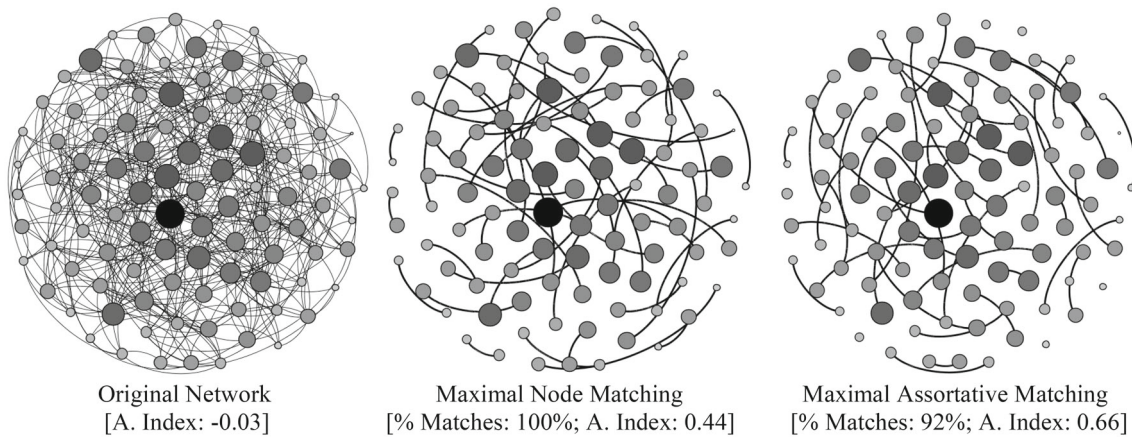 Original Network
[A. Index: -0.03]
Maximal Node Matching
[% Matches: 100%; A. Index: 0.44]
Maximal Assortative Matching
[% Matches: 92%; A. Index: 0.66]